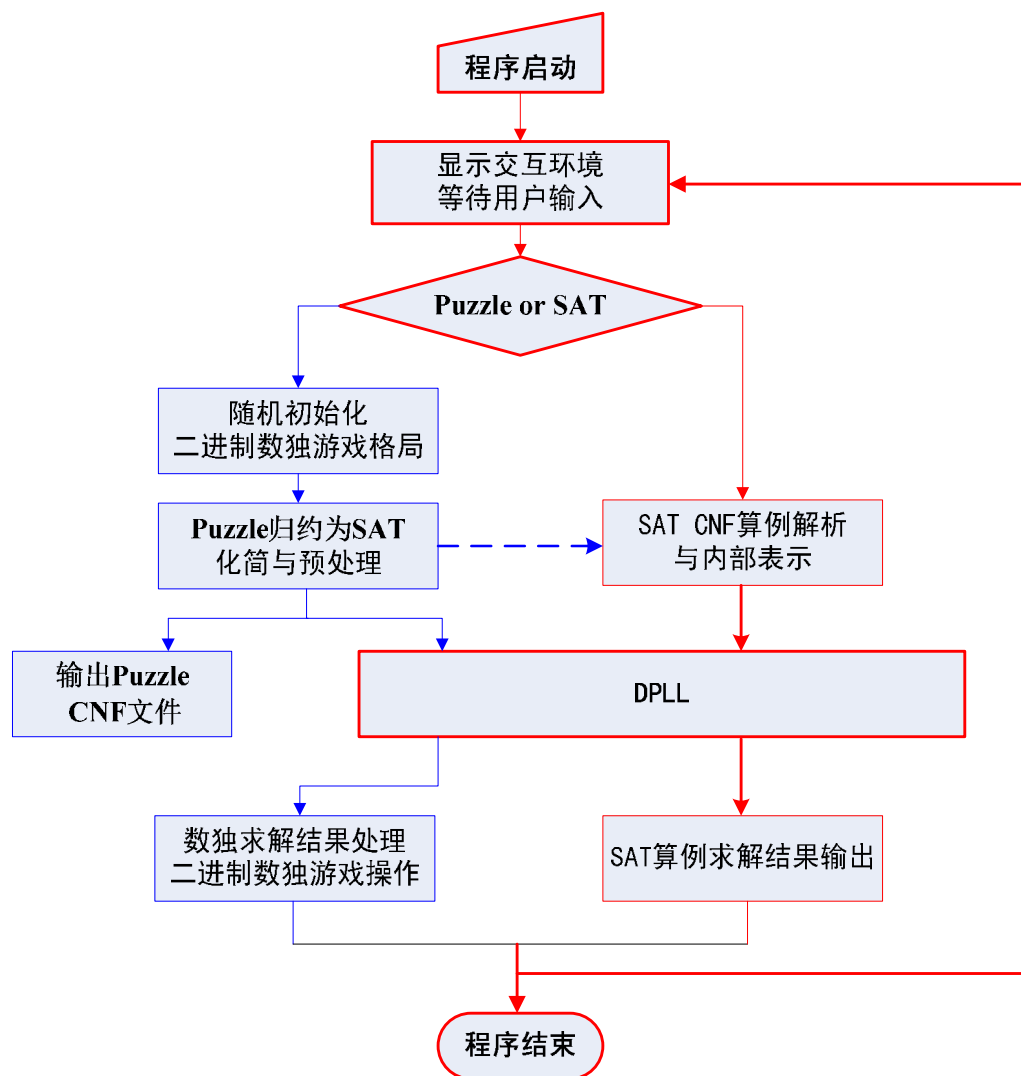 程序启动
显示交互环境
等待用户输入
Puzzle or SAT
随机初始化
二进制数独游戏格局
Puzzle归约为SAT
化简与预处理
SAT CNF算例解析
与内部表示
输出Puzzle
CNF文件
DPLL
数独求解结果处理
二进制数独游戏操作
SAT算例求解结果输出
程序结束